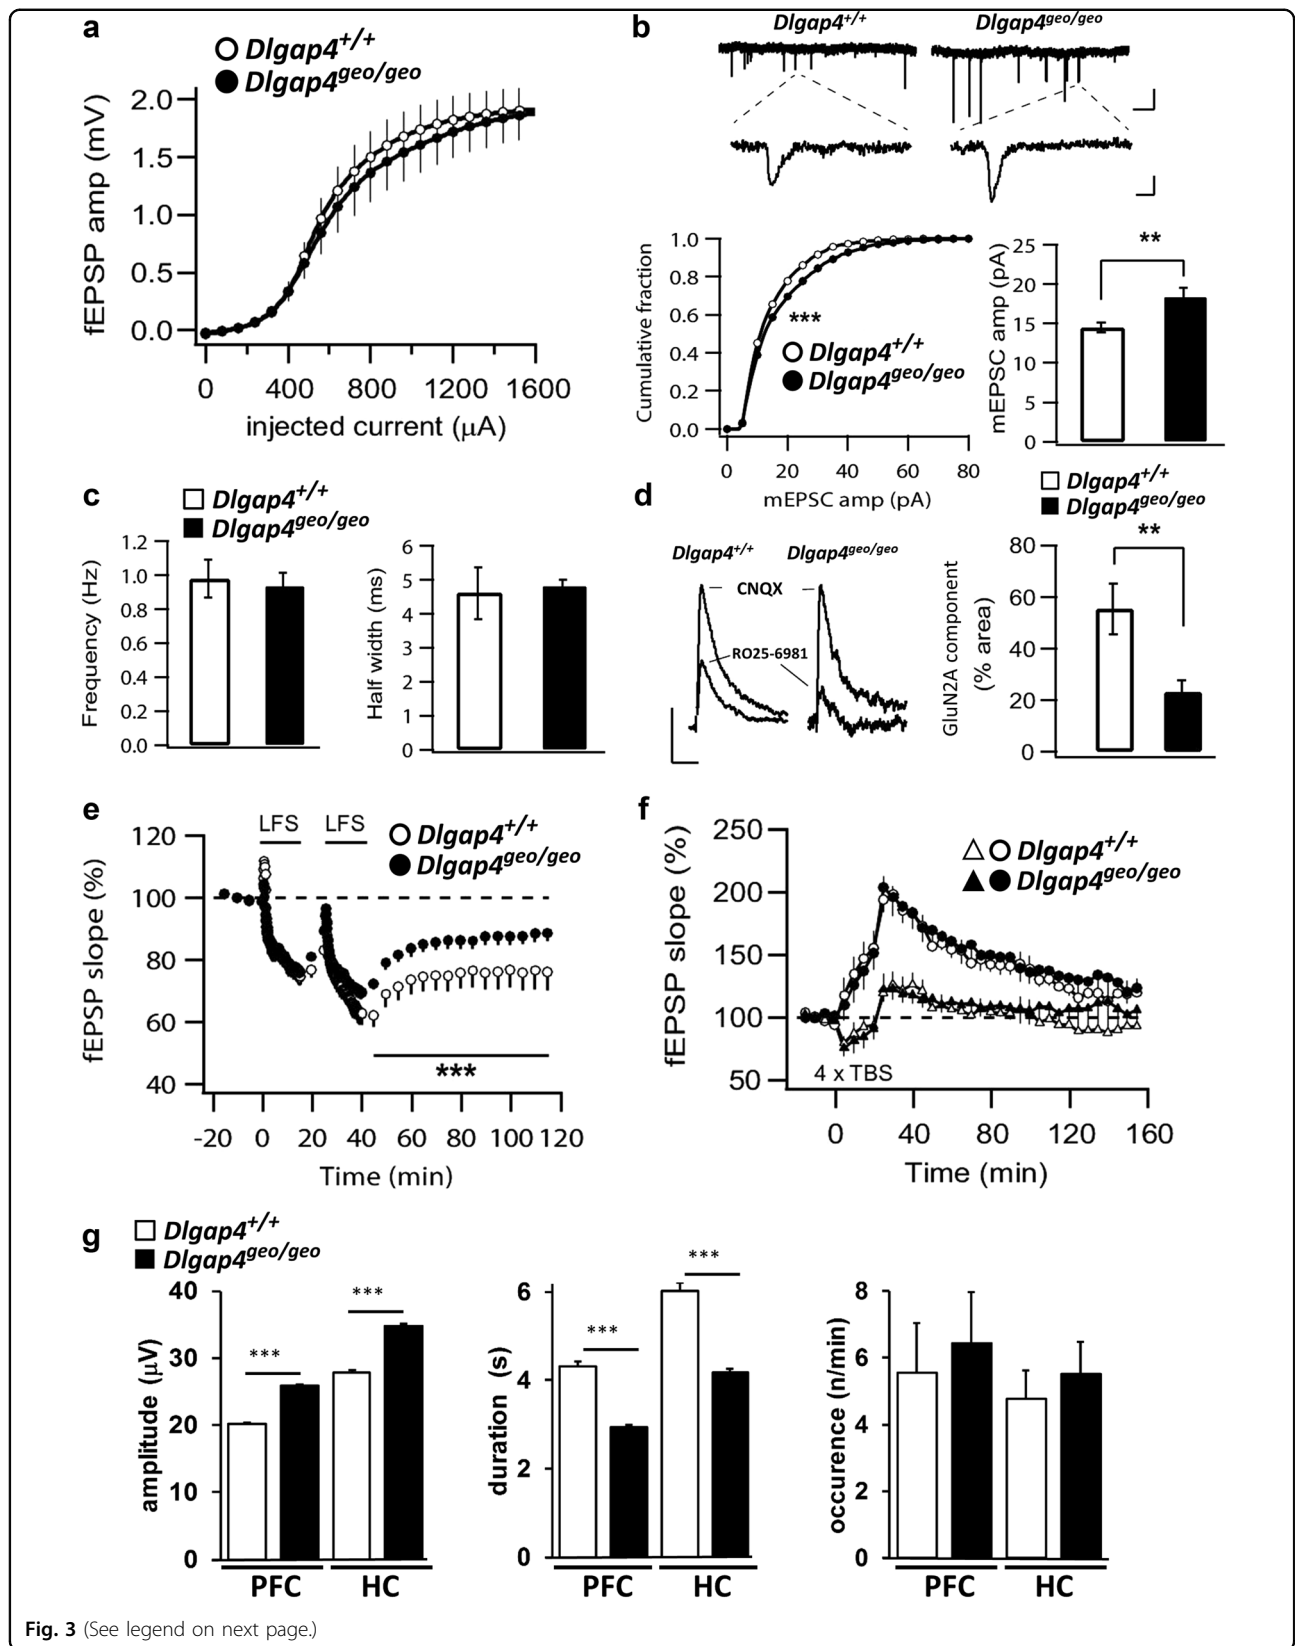 a
Dlgap4+/+
Dlgap4geo/geo
fEPSP amp (mV)
2.0
1.5
1.0
0.5
0.0
0 400 800 1200 1600
injected current (μA)
b
Dlgap4+/+ Dlgap4geo/geo
Cumulative fraction
1.0
0.8
0.6
0.4
0.2
0.0
***
Dlgap4+/+
Dlgap4geo/geo
0 20 40 60 80
mEPSC amp (pA)
mEPSC amp (pA)
25
20
15
10
5
0
**
c
Dlgap4+/+
Dlgap4geo/geo
Frequency (Hz)
1.2
1.0
0.8
0.6
0.4
0.2
0.0
Half width (ms)
6
5
4
3
2
1
0
d
Dlgap4+/+
Dlgap4geo/geo
Dlgap4+/+ Dlgap4geo/geo
CNQX
RO25-6981
GluN2A component
(% area)
80
60
40
20
0
**
e
LFS LFS
Dlgap4+/+
Dlgap4geo/geo
fEPSP slope (%)
120
100
80
60
40
***
-20 0 20 40 60 80 100 120
Time (min)
f
Dlgap4+/+
Dlgap4geo/geo
fEPSP slope (%)
250
200
150
100
50
4 x TBS
0 40 80 120 160
Time (min)
g
Dlgap4+/+
Dlgap4geo/geo
amplitude (μV)
40
30
20
10
0
***
***
PFC HC
duration (s)
6
4
2
0
***
***
PFC HC
occurence (n/min)
8
6
4
2
0
PFC HC
Fig. 3 (See legend on next page.)